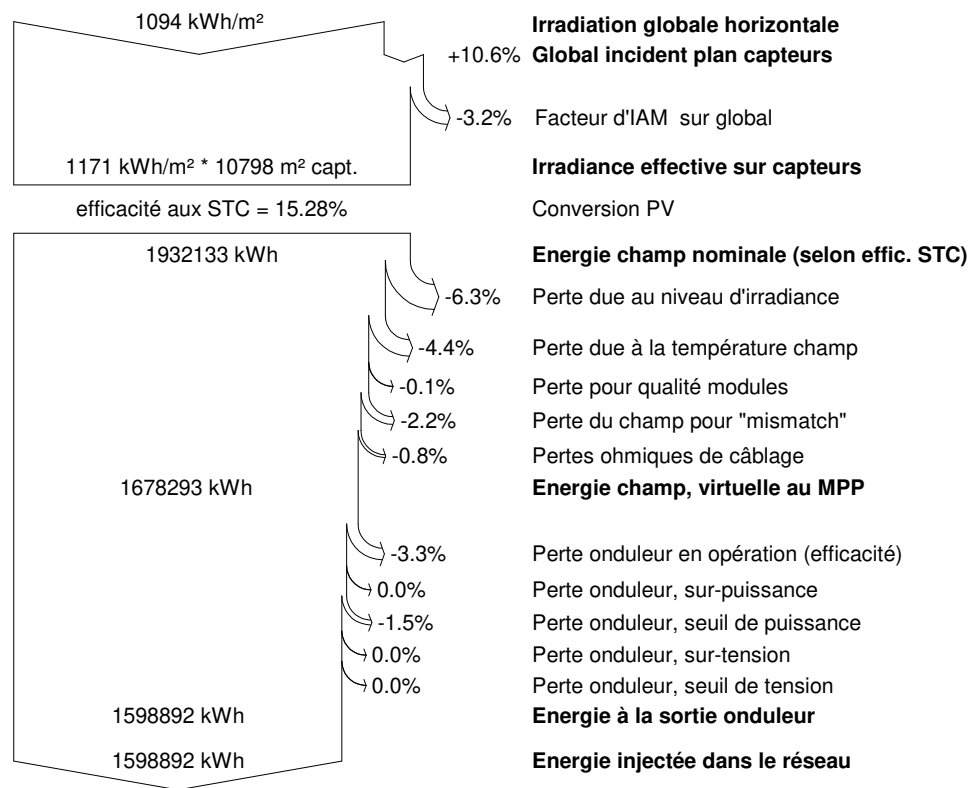 1094 kWh/m² Irradiation globale horizontale
+10.6% Global incident plan capteurs
-3.2% Facteur d'IAM sur global
1171 kWh/m² * 10798 m² capt. Irradiance effective sur capteurs
efficacité aux STC = 15.28% Conversion PV
1932133 kWh Energie champ nominale (selon effic. STC)
-6.3% Perte due au niveau d'irradiance
-4.4% Perte due à la température champ
-0.1% Perte pour qualité modules
-2.2% Perte du champ pour "mismatch"
-0.8% Pertes ohmiques de câblage
1678293 kWh Energie champ, virtuelle au MPP
-3.3% Perte onduleur en opération (efficacité)
0.0% Perte onduleur, sur-puissance
-1.5% Perte onduleur, seuil de puissance
0.0% Perte onduleur, sur-tension
0.0% Perte onduleur, seuil de tension
1598892 kWh Energie à la sortie onduleur
1598892 kWh Energie injectée dans le réseau